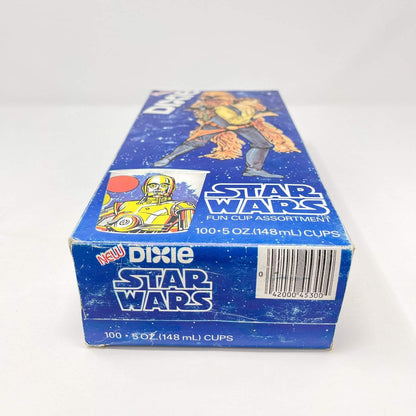 Dixie
STAR
WARS
FUN CUP ASSORTMENT
100 • 5 OZ. (148 mL) CUPS
NEW DIXIE
STAR
WARS
100 • 5 OZ. (148 mL) CUPS
0
42000"45300